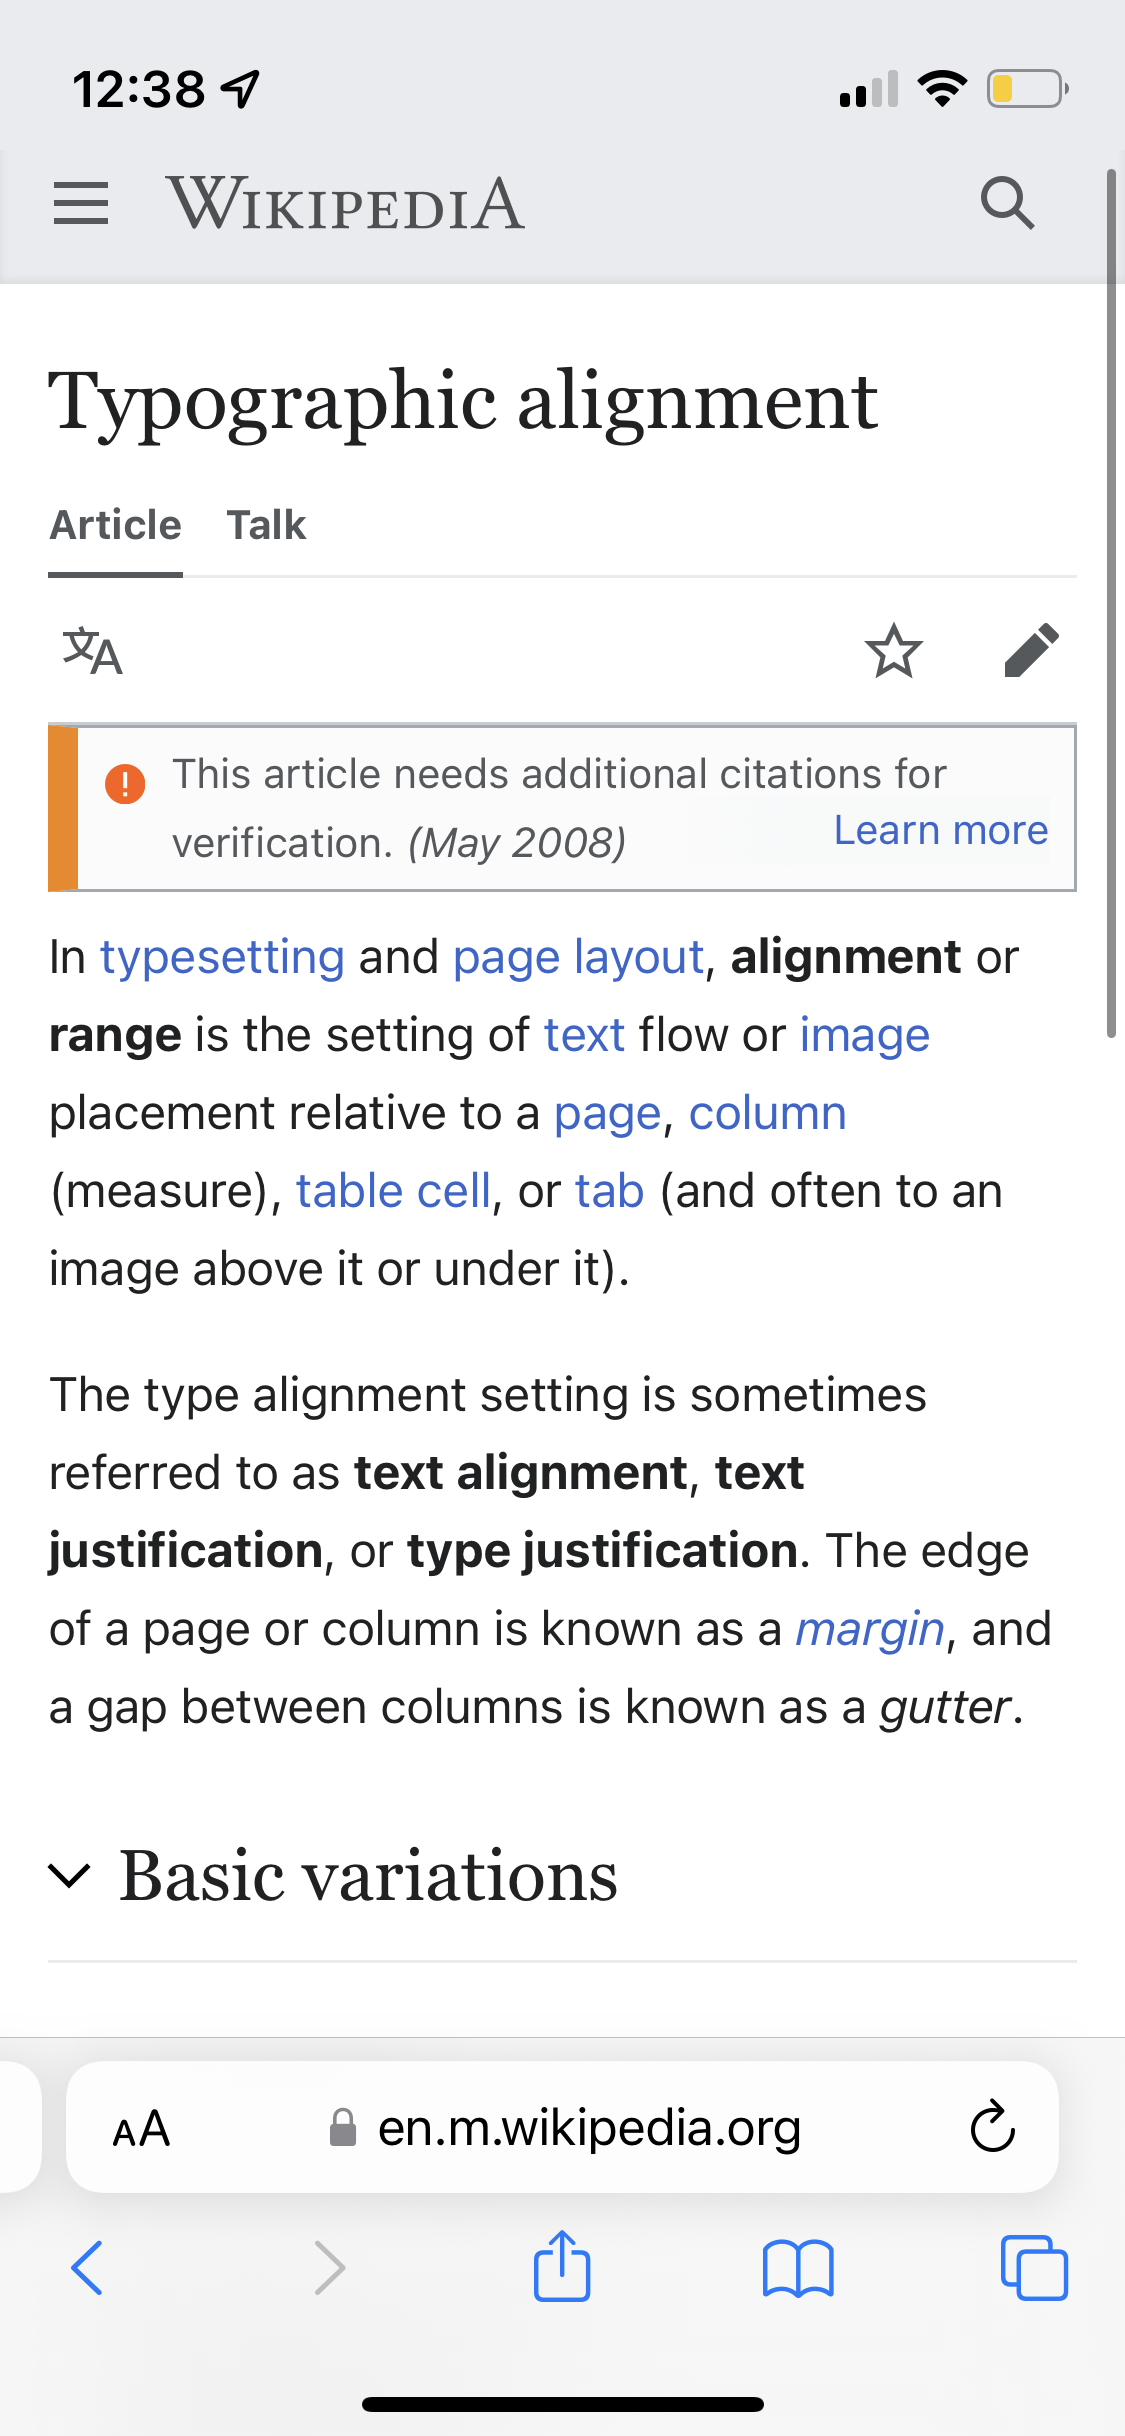 12:38
WIKIPEDIA
Typographic alignment
Article Talk
文A
This article needs additional citations for
verification. (May 2008)
Learn more
In typesetting and page layout, alignment or
range is the setting of text flow or image
placement relative to a page, column
(measure), table cell, or tab (and often to an
image above it or under it).
The type alignment setting is sometimes
referred to as text alignment, text
justification, or type justification. The edge
of a page or column is known as a margin, and
a gap between columns is known as a gutter.
Basic variations
AA en.m.wikipedia.org